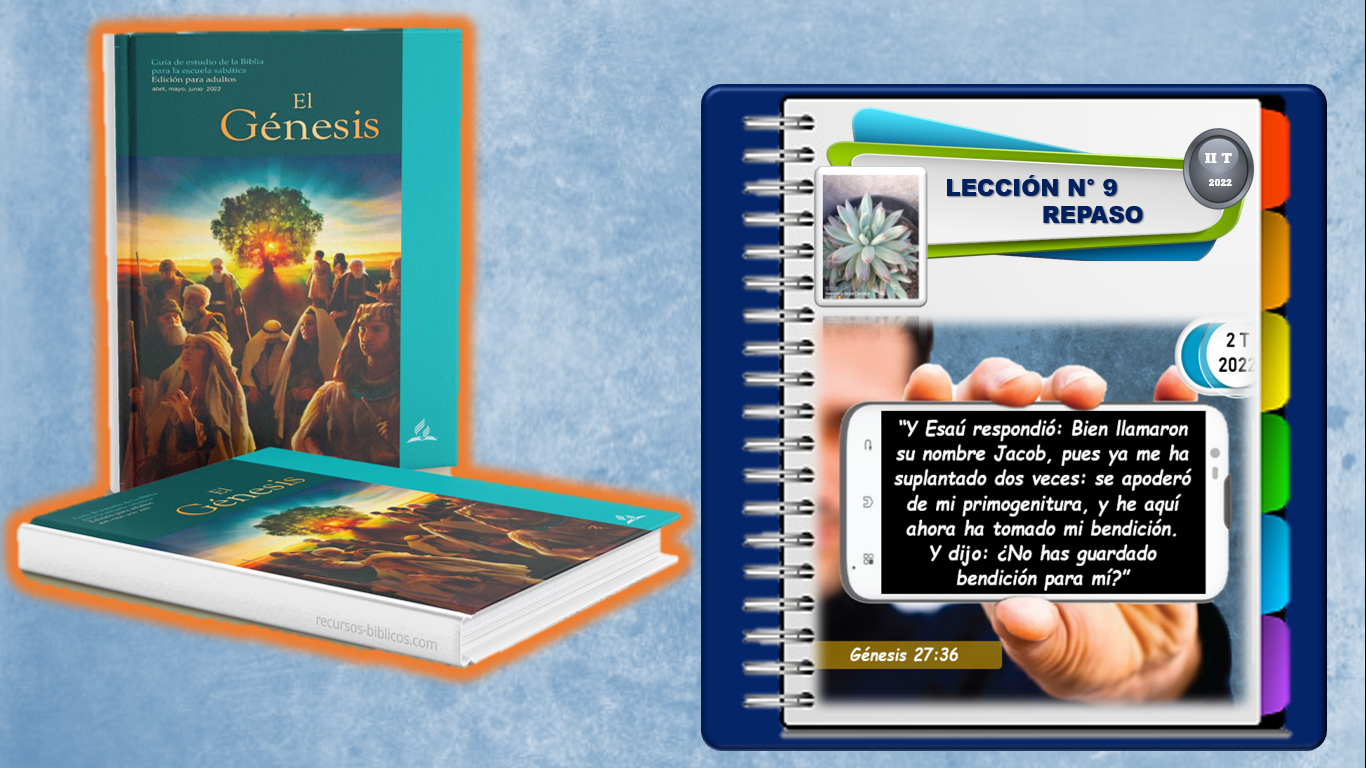 Guía de estudio de la Biblia
para la escuela sabática
Edición para adultos
abril, mayo, junio 2022
El
Génesis
El
Génesis
recursos-biblicos.com
LECCIÓN N° 9
REPASO
II T
2022
2 T
2022
“Y Esaú respondió: Bien llamaron
su nombre Jacob, pues ya me ha
suplantado dos veces: se apoderó
de mi primogenitura, y he aquí
ahora ha tomado mi bendición.
Y dijo: ¿No has guardado
bendición para mí?”
Génesis 27:36